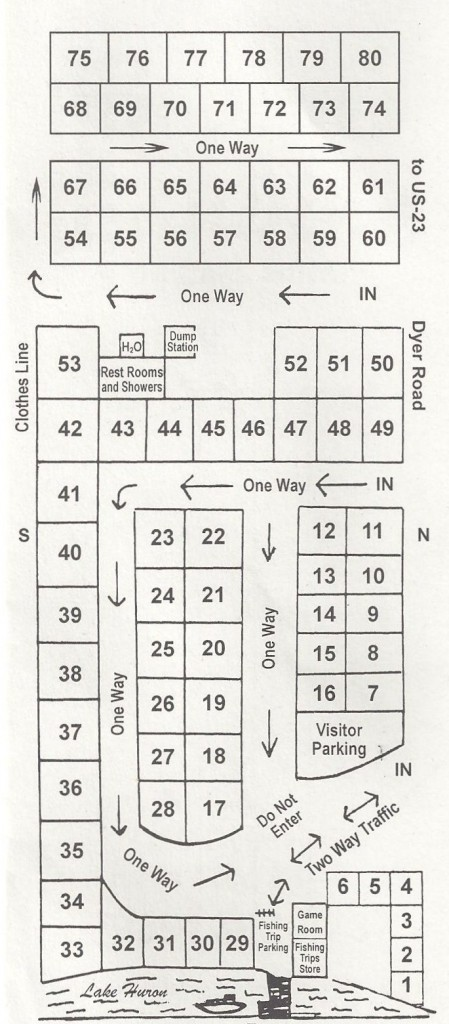 75 76 77 78 79 80
68 69 70 71 72 73 74
One Way
67 66 65 64 63 62 61
54 55 56 57 58 59 60
to US-23
One Way IN
Clothes Line
53
H₂O
Dump
Station
Rest Rooms
and Showers
52 51 50
Dyer Road
42 43 44 45 46 47 48 49
One Way IN
S
N
41
40
39
38
37
36
35
34
33
One Way
23 22
24 21
25 20
26 19
27 18
28 17
One Way
12 11
13 10
14 9
15 8
16 7
Visitor
Parking
IN
Do Not
Enter
Two Way Traffic
One Way
6 5 4
3
2
1
32 31 30 29
Fishing
Trip
Parking
Game
Room
Fishing
Trips
Store
Lake Huron